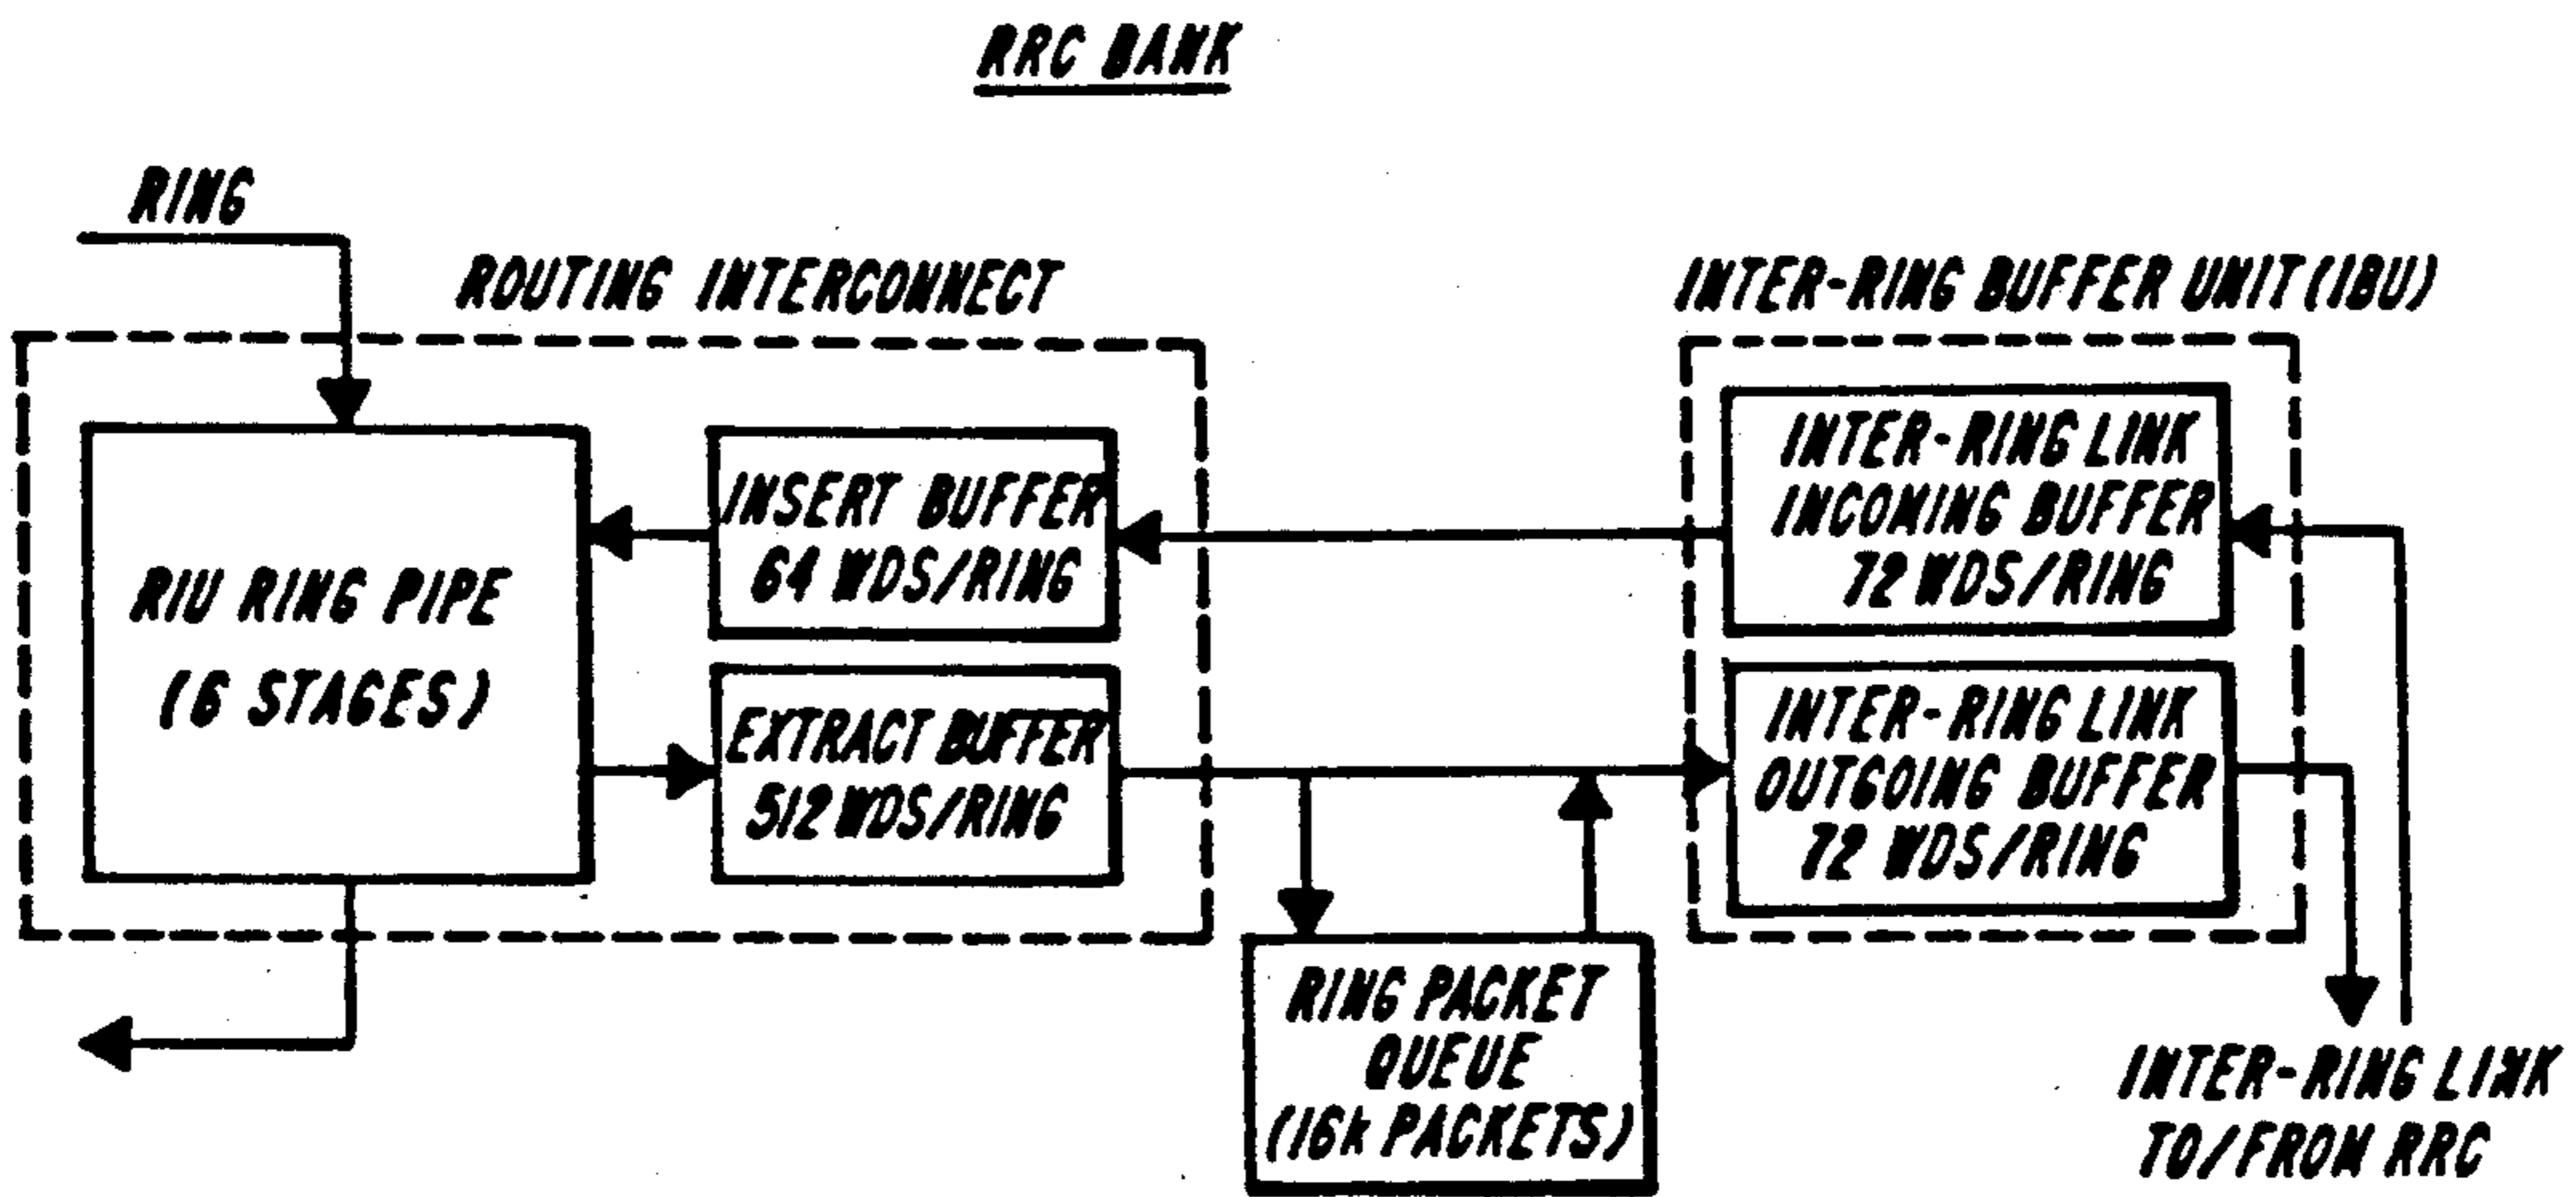 RRC BANK
RING
ROUTING INTERCONNECT
INTER-RING BUFFER UNIT (IBU)
RIU RING PIPE
(6 STAGES)
INSERT BUFFER
64 WDS/RING
EXTRACT BUFFER
512 WDS/RING
INTER-RING LINK
INCOMING BUFFER
72 WDS/RING
INTER-RING LINK
OUTGOING BUFFER
72 WDS/RING
RING PACKET
QUEUE
(16k PACKETS)
INTER-RING LINK
TO/FROM RRC